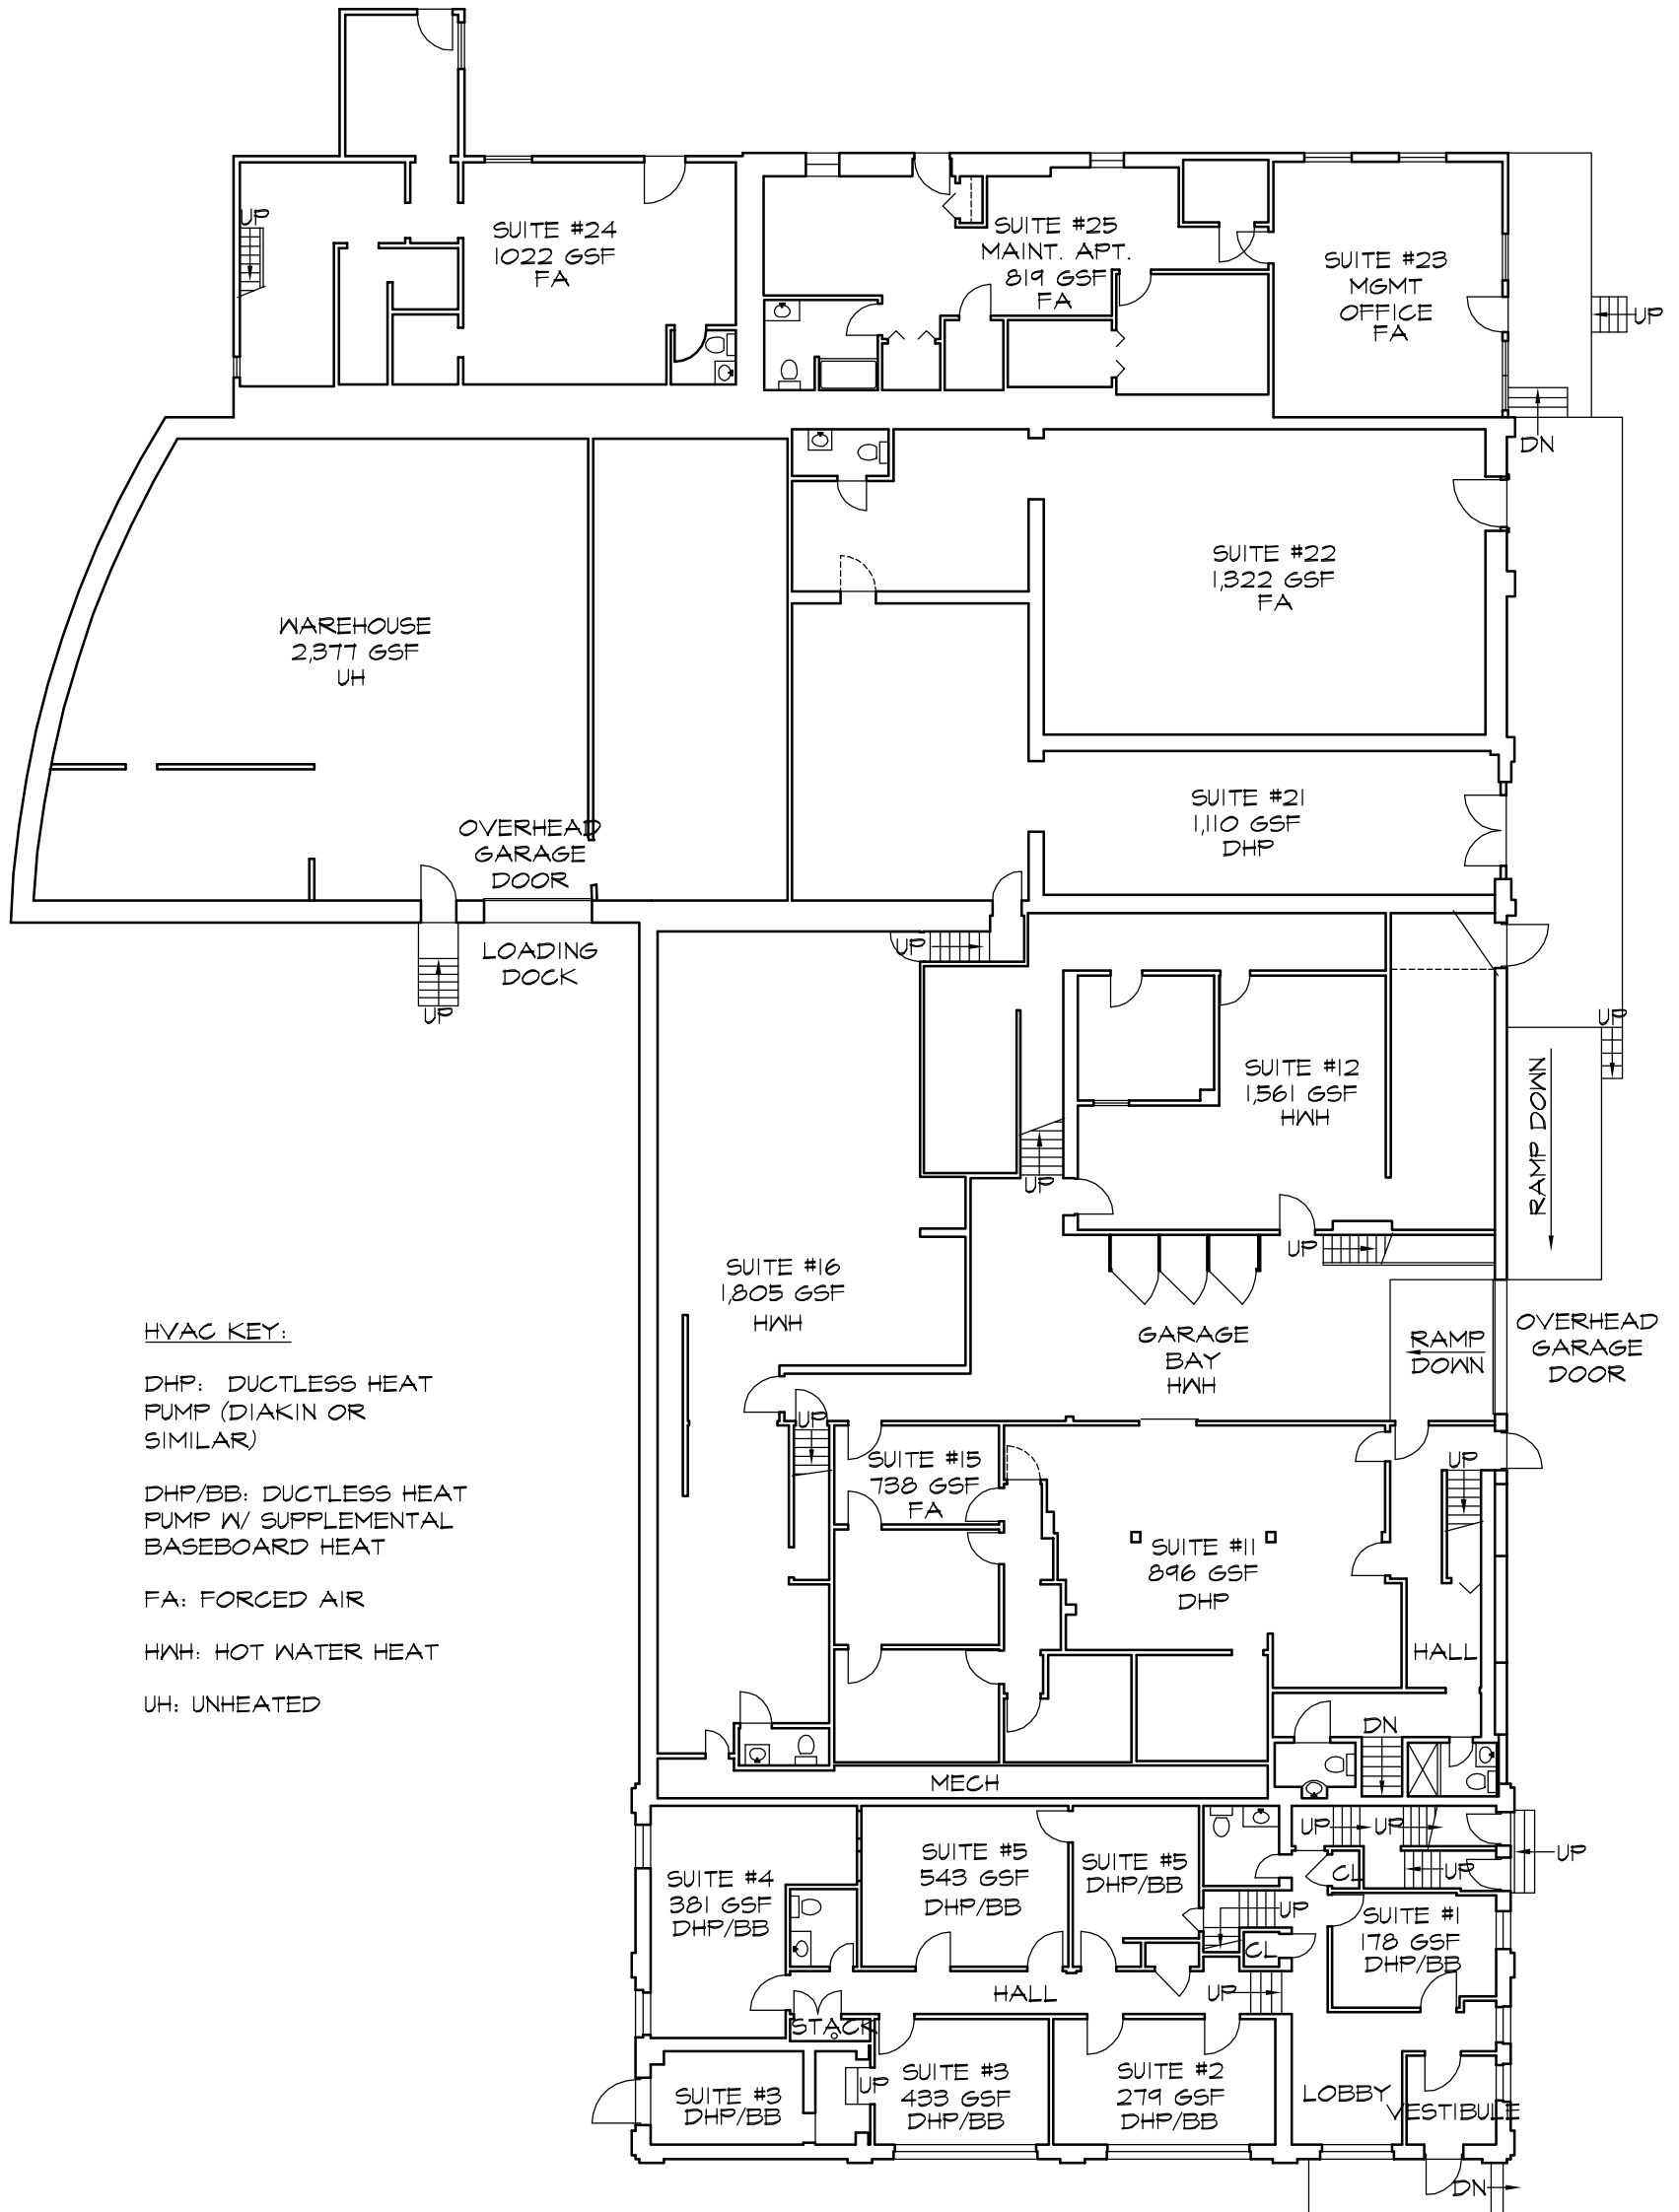 UP
SUITE #24
1022 GSF
FA
SUITE #25
MAINT. APT.
819 GSF
FA
SUITE #23
MGMT
OFFICE
FA
UP
DN
SUITE #22
1,322 GSF
FA
WAREHOUSE
2,377 GSF
UH
SUITE #21
1,110 GSF
DHP
OVERHEAD
GARAGE
DOOR
LOADING
DOCK
UP
UP
UP
RAMP DOWN
SUITE #12
1,561 GSF
HWH
UP
UP
SUITE #16
1,805 GSF
HWH
GARAGE
BAY
HWH
RAMP
DOWN
OVERHEAD
GARAGE
DOOR
HVAC KEY:
DHP: DUCTLESS HEAT
PUMP (DIAKIN OR
SIMILAR)
DHP/BB: DUCTLESS HEAT
PUMP W/ SUPPLEMENTAL
BASEBOARD HEAT
FA: FORCED AIR
HWH: HOT WATER HEAT
UH: UNHEATED
UP
SUITE #15
738 GSF
FA
SUITE #11
896 GSF
DHP
UP
HALL
DN
MECH
SUITE #4
381 GSF
DHP/BB
SUITE #5
543 GSF
DHP/BB
SUITE #5
DHP/BB
UP
UP
UP
UP
CL
UP
CL
SUITE #1
178 GSF
DHP/BB
HALL
UP
STACK
SUITE #3
DHP/BB
UP
SUITE #3
433 GSF
DHP/BB
SUITE #2
279 GSF
DHP/BB
LOBBY
VESTIBULE
DN